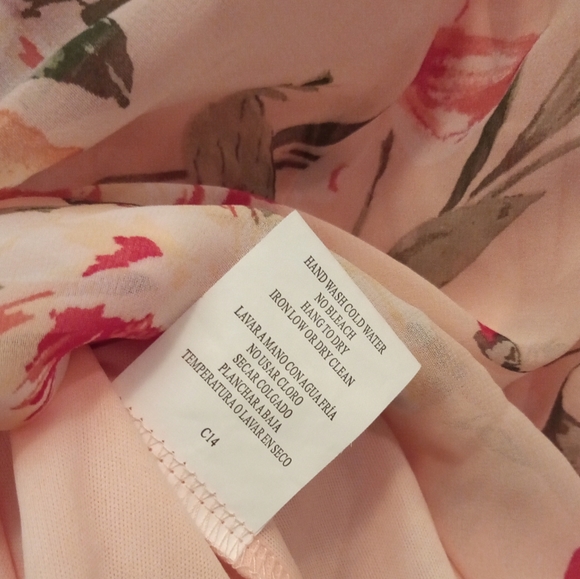 HAND WASH COLD WATER
NO BLEACH
HANG TO DRY
IRON LOW OR DRY CLEAN
LAVAR A MANO CON AGUA FRÍA
NO USAR CLORO
SECAR COLGADO
PLANCHAR A BAJA
TEMPERATURA O LAVAR EN SECO
C14